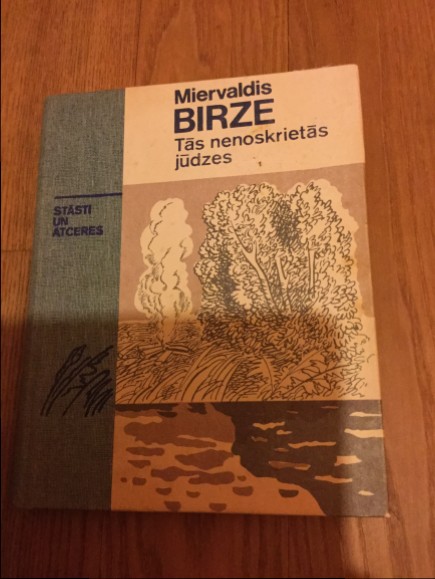 Miervaldis
BIRZE
Tās nenoskrietās
jūdzes
STĀSTI
UN
ATCERES